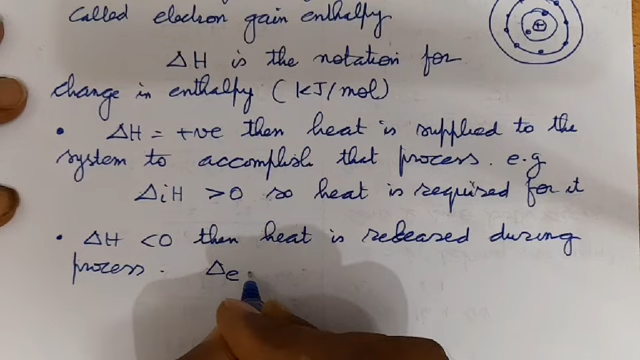 Called electron gain enthalpy
ΔH is the notation for
change in enthalpy (KJ/mol)
• ΔH = +ve then heat is supplied to the
system to accomplish that process. e.g
ΔiH >0 so heat is required for it
• ΔH <0 then heat is released during
process. Δe